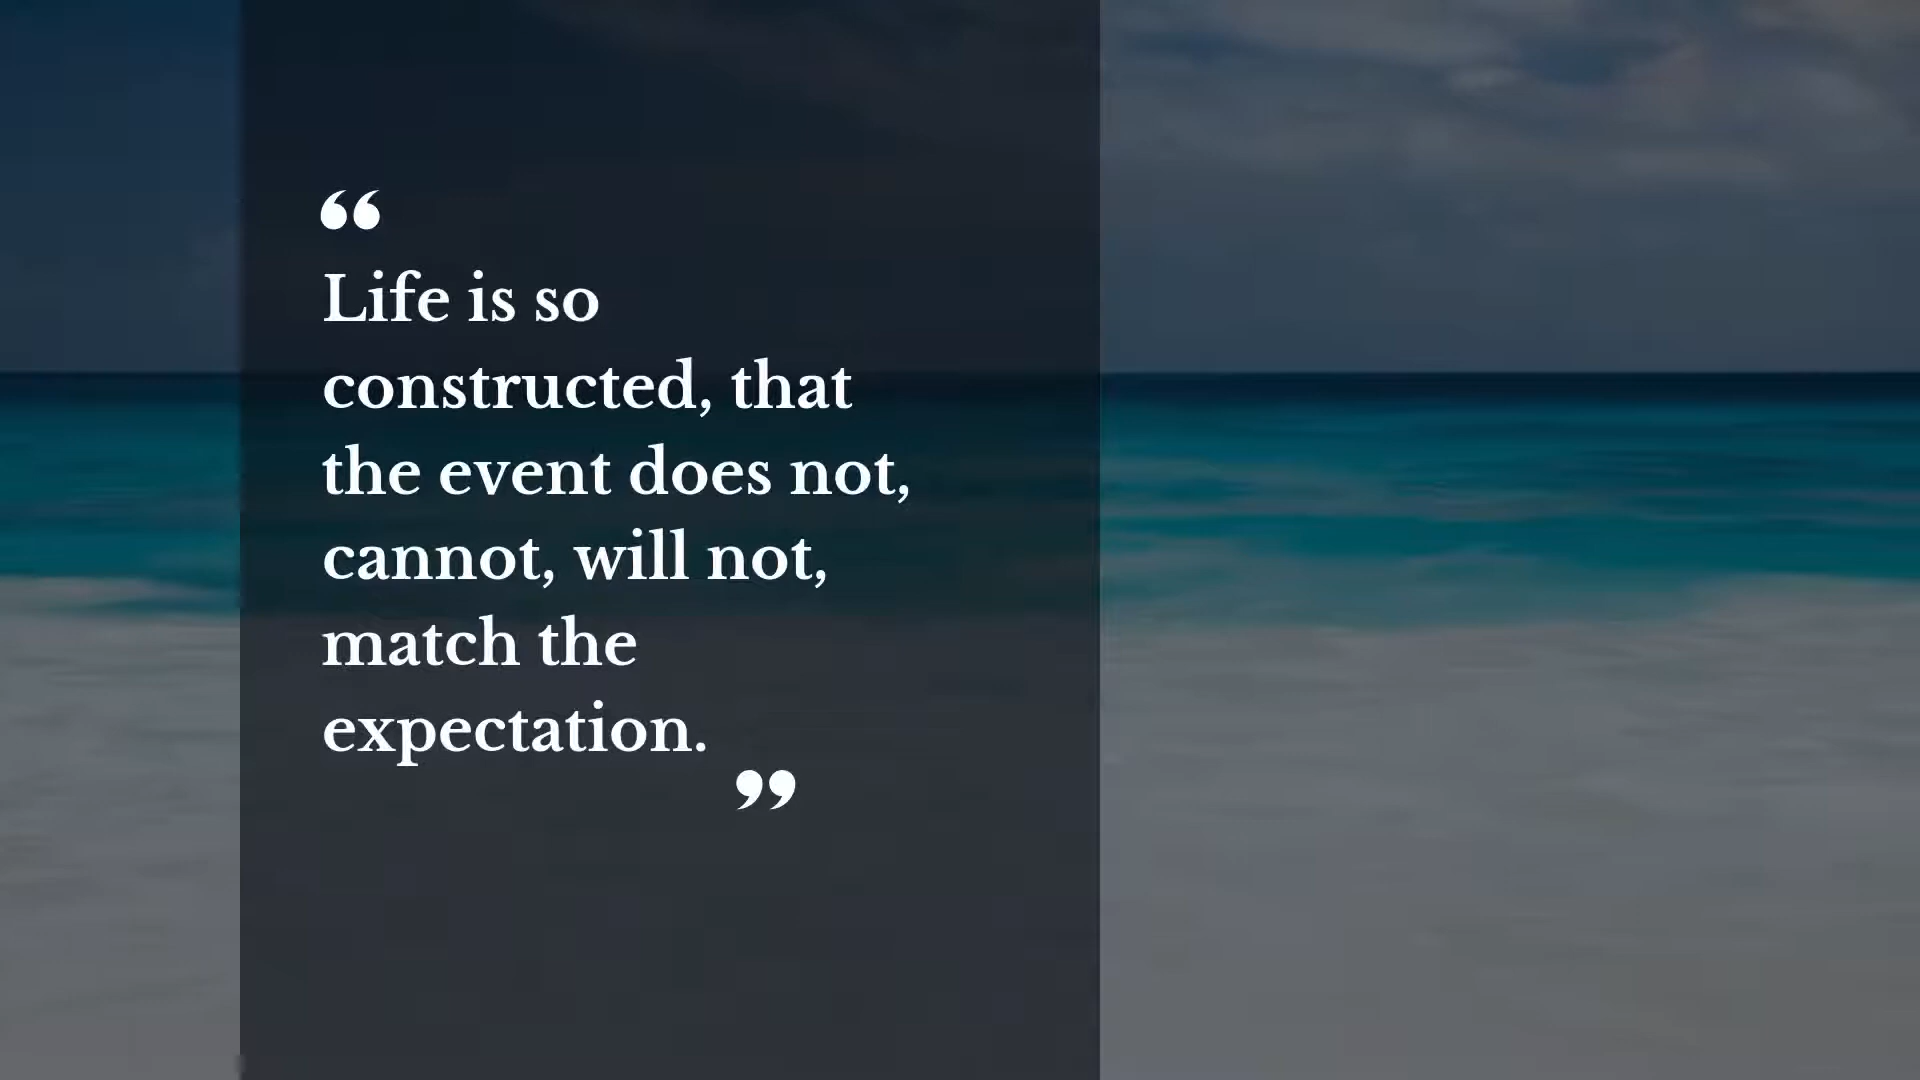 “
Life is so
constructed, that
the event does not,
cannot, will not,
match the
expectation.
”